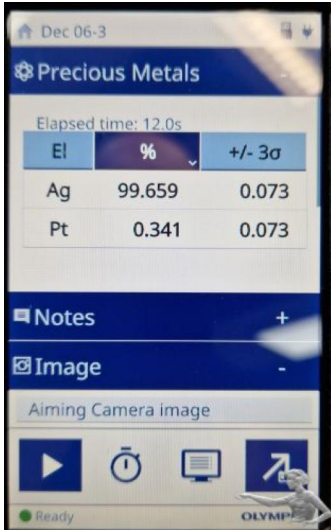 Dec 06-3
Precious Metals -
Elapsed time: 12.0s
El % +/- 3σ
Ag 99.659 0.073
Pt 0.341 0.073
Notes +
Image -
Aiming Camera image
Ready